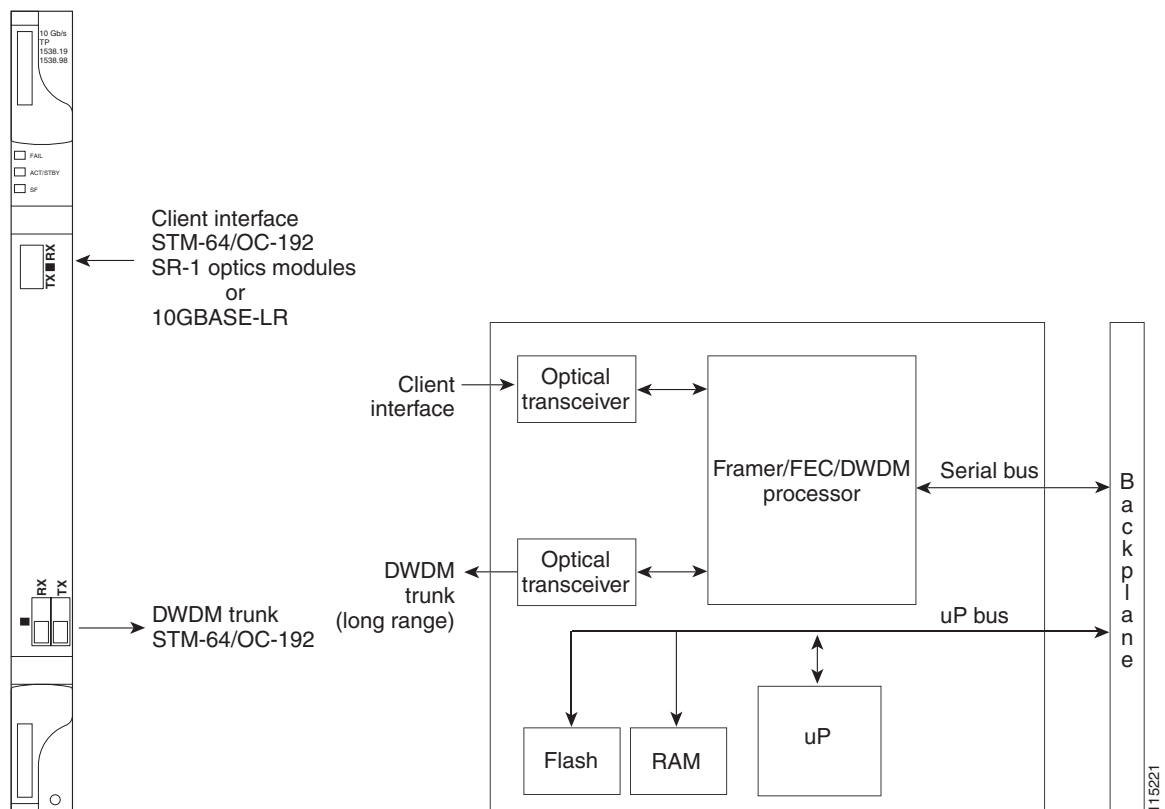 10 Gb/s
TP
1538.19
1538.98
FAIL
ACT/STBY
SF
TX RX
Client interface
STM-64/OC-192
SR-1 optics modules
or
10GBASE-LR
RX
TX
DWDM trunk
STM-64/OC-192
Client
interface
Optical
transceiver
Framer/FEC/DWDM
processor
Serial bus
DWDM
trunk
(long range)
Optical
transceiver
uP bus
Flash
RAM
uP
Backplane
115221